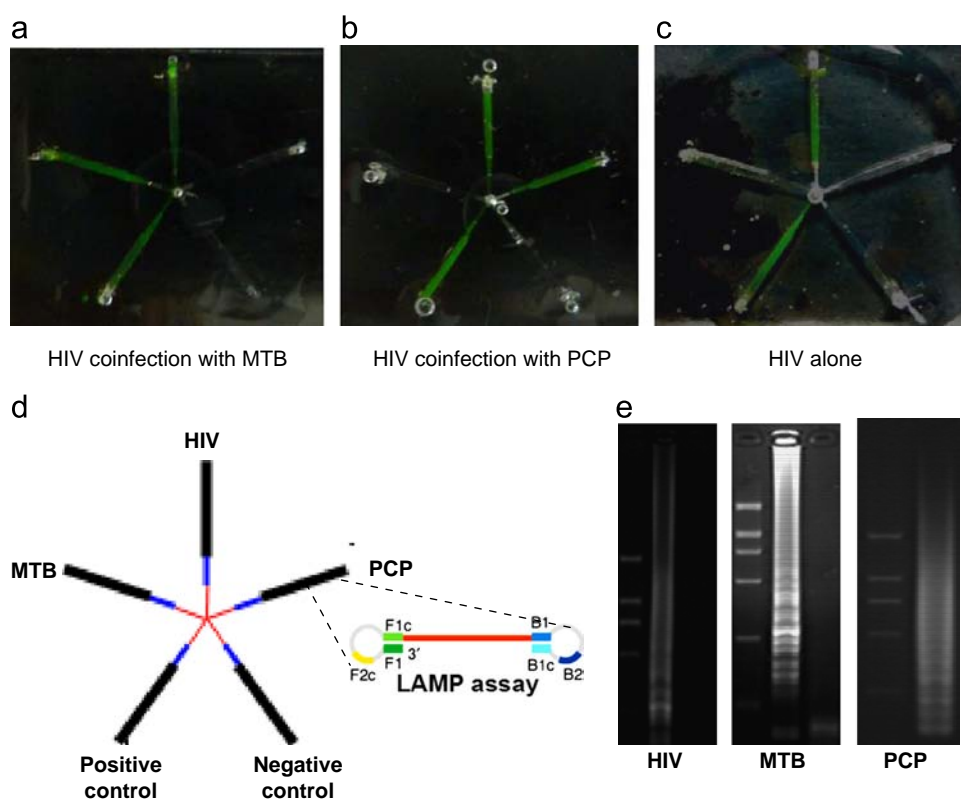 a
b
c
HIV coinfection with MTB
HIV coinfection with PCP
HIV alone
d
e
HIV
MTB
PCP
F1c
B1
F1
3′
F2c
B1c
B2
LAMP assay
Positive
control
Negative
control
HIV
MTB
PCP